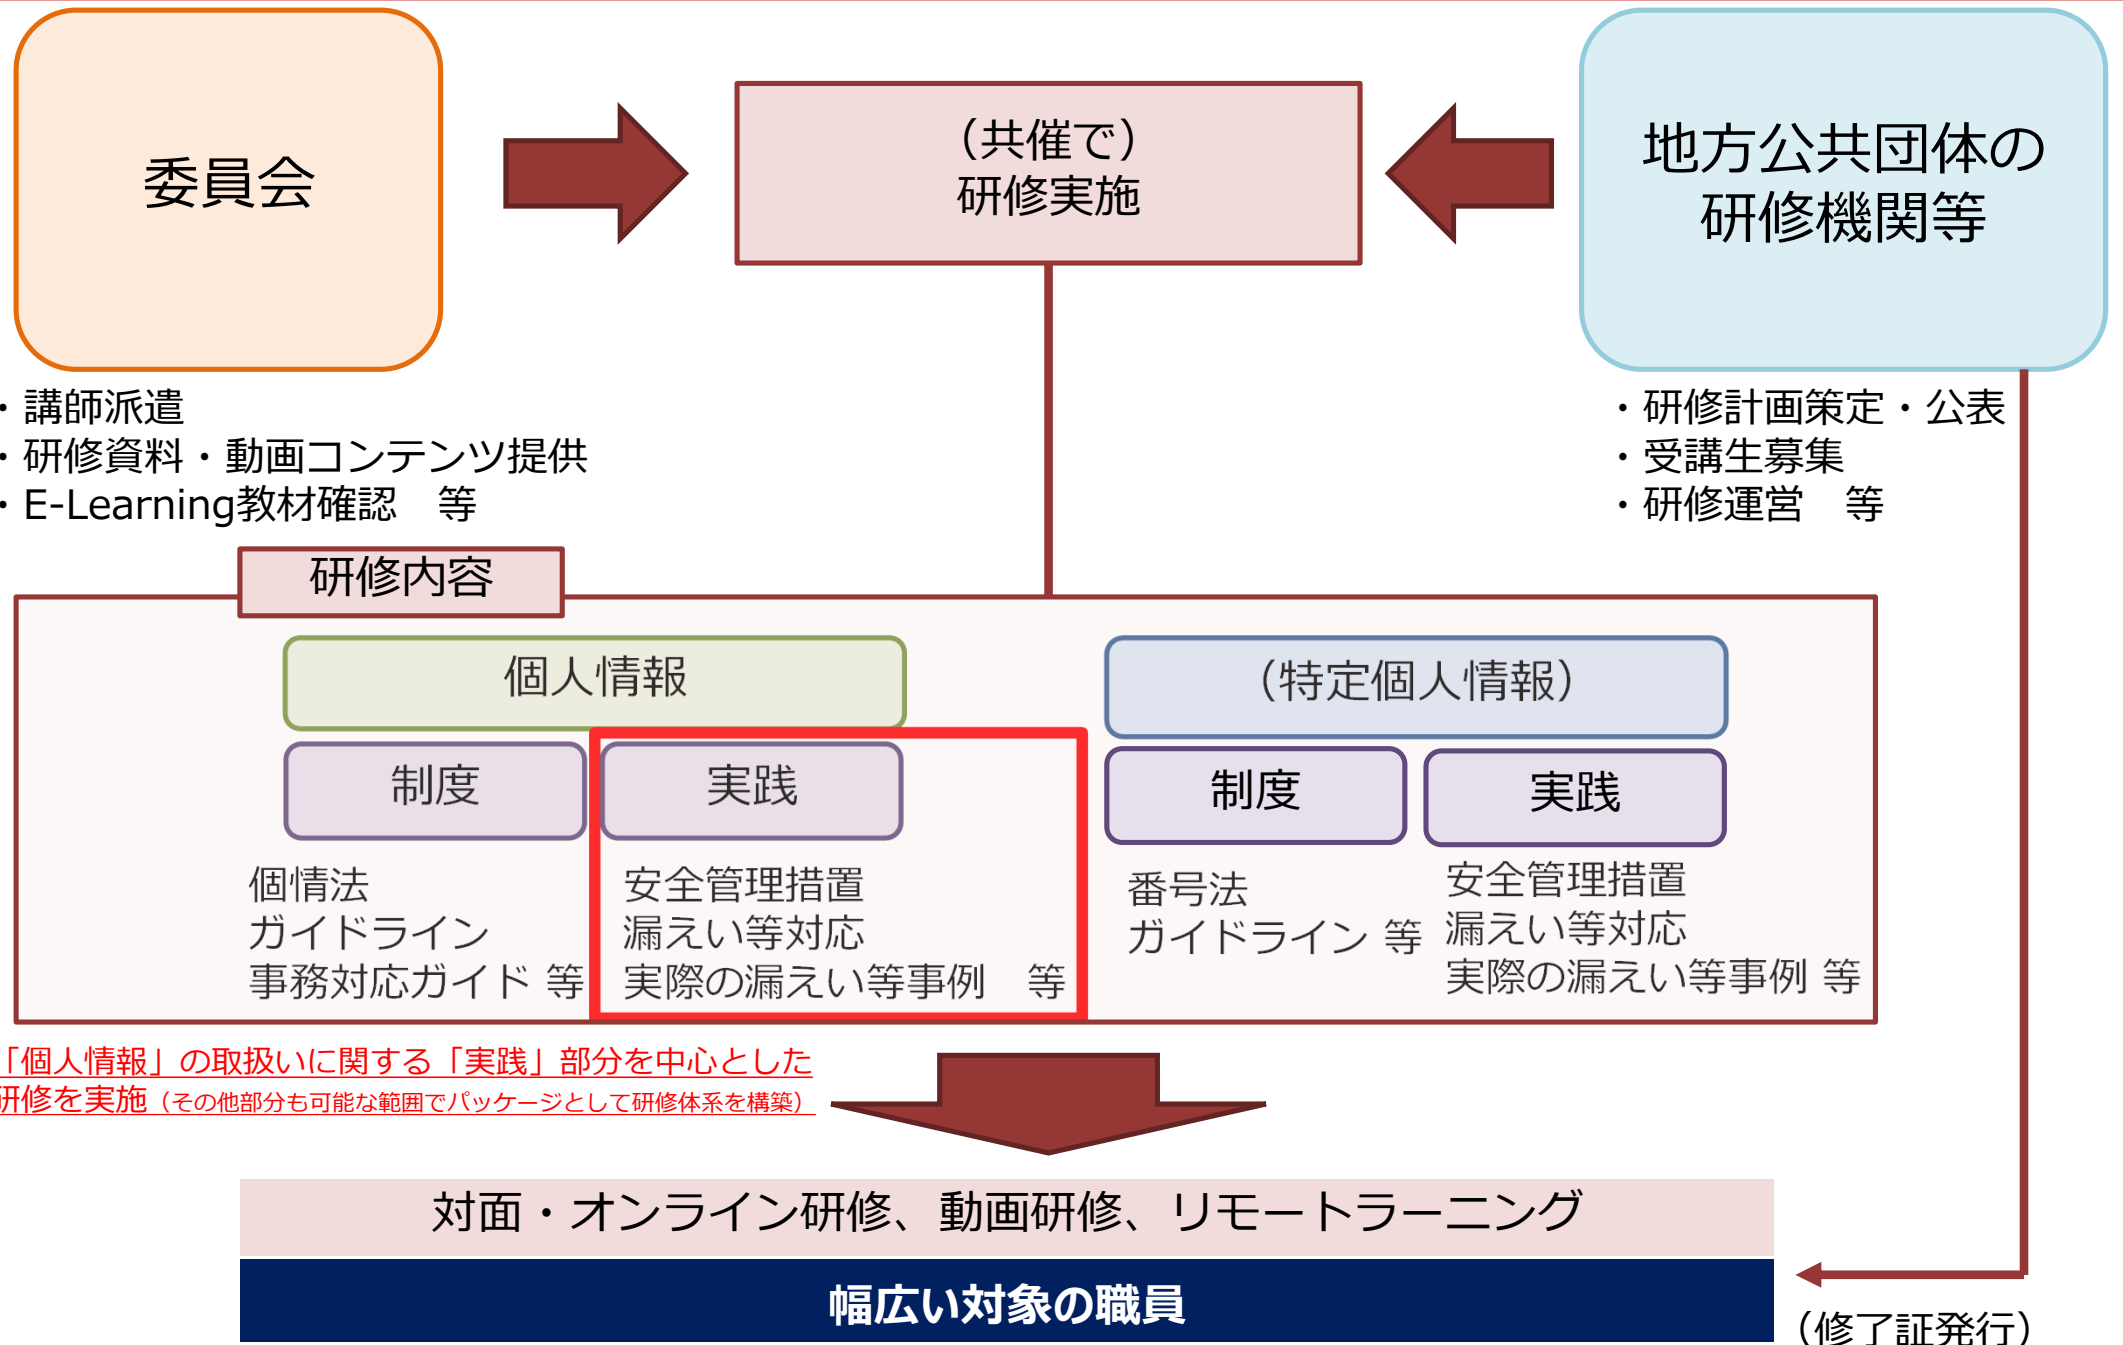 委員会
（共催で）
研修実施
地方公共団体の
研修機関等
・講師派遣
・研修資料・動画コンテンツ提供
・E-Learning教材確認　等
・研修計画策定・公表
・受講生募集
・研修運営　等
研修内容
個人情報
（特定個人情報）
制度
実践
制度
実践
個情法
ガイドライン
事務対応ガイド 等
安全管理措置
漏えい等対応
実際の漏えい等事例　等
番号法
ガイドライン 等
安全管理措置
漏えい等対応
実際の漏えい等事例 等
「個人情報」の取扱いに関する「実践」部分を中心とした
研修を実施（その他部分も可能な範囲でパッケージとして研修体系を構築）
対面・オンライン研修、動画研修、リモートラーニング
幅広い対象の職員
（修了証発行）